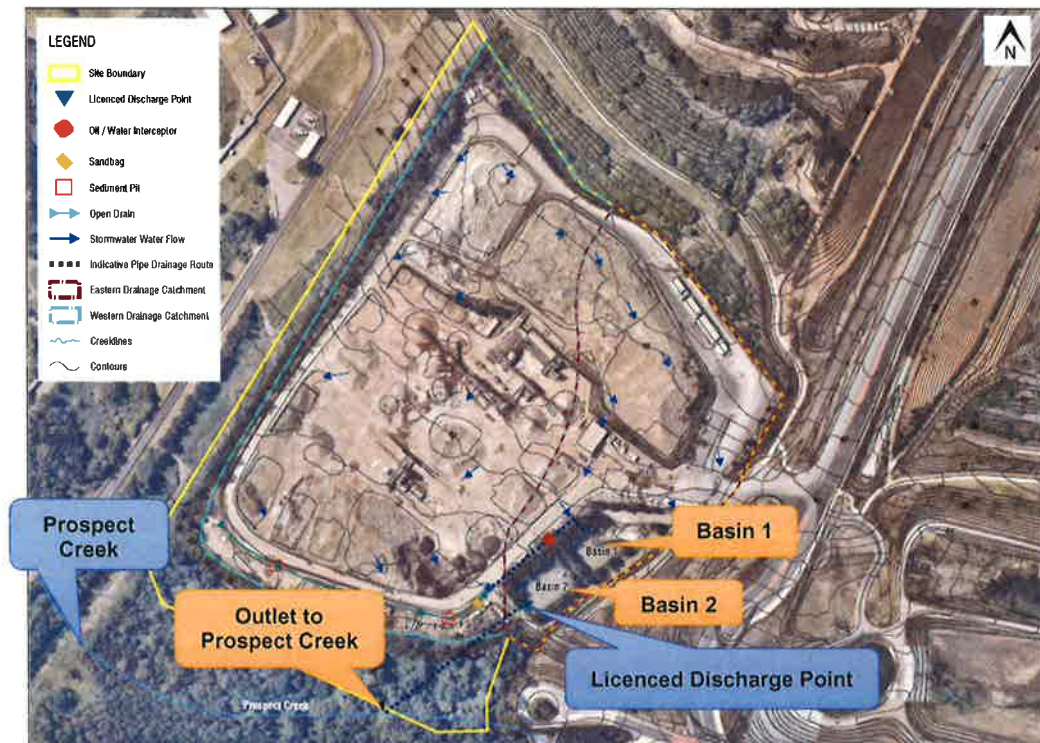 LEGEND
Site Boundary
Licenced Discharge Point
Oil / Water Interceptor
Sandbag
Sediment Pit
Open Drain
Stormwater Water Flow
Indicative Pipe Drainage Route
Eastern Drainage Catchment
Western Drainage Catchment
Creeklines
Contours
N
Prospect
Creek
Basin 1
Basin 1
Basin 2
Basin 2
Outlet to
Prospect Creek
Licenced Discharge Point
Prospect Creek